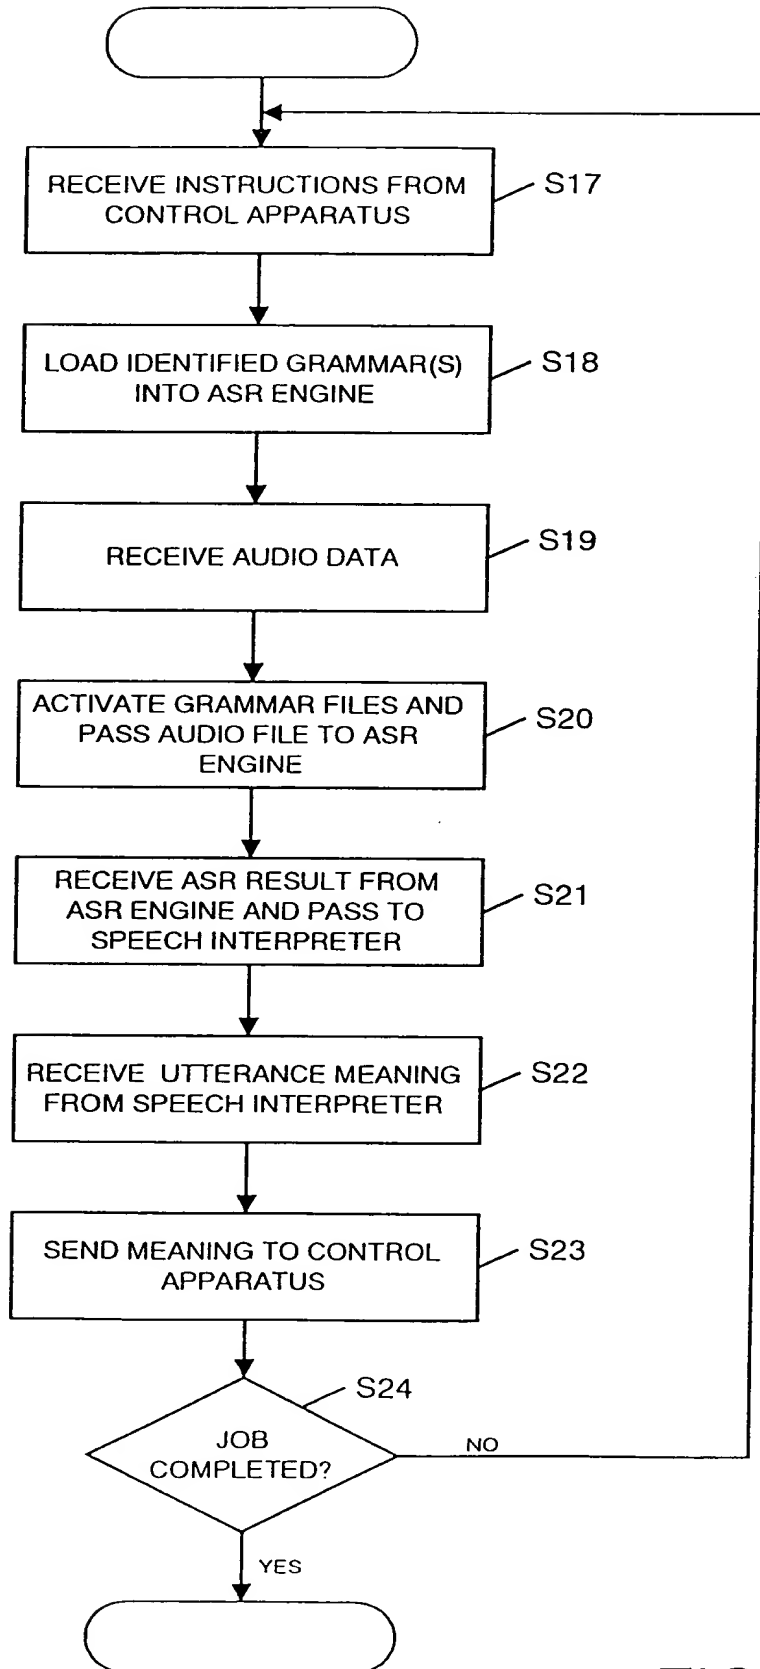 RECEIVE INSTRUCTIONS FROM
CONTROL APPARATUS
S17
LOAD IDENTIFIED GRAMMAR(S)
INTO ASR ENGINE
S18
RECEIVE AUDIO DATA
S19
ACTIVATE GRAMMAR FILES AND
PASS AUDIO FILE TO ASR
ENGINE
S20
RECEIVE ASR RESULT FROM
ASR ENGINE AND PASS TO
SPEECH INTERPRETER
S21
RECEIVE UTTERANCE MEANING
FROM SPEECH INTERPRETER
S22
SEND MEANING TO CONTROL
APPARATUS
S23
S24
JOB
COMPLETED?
NO
YES